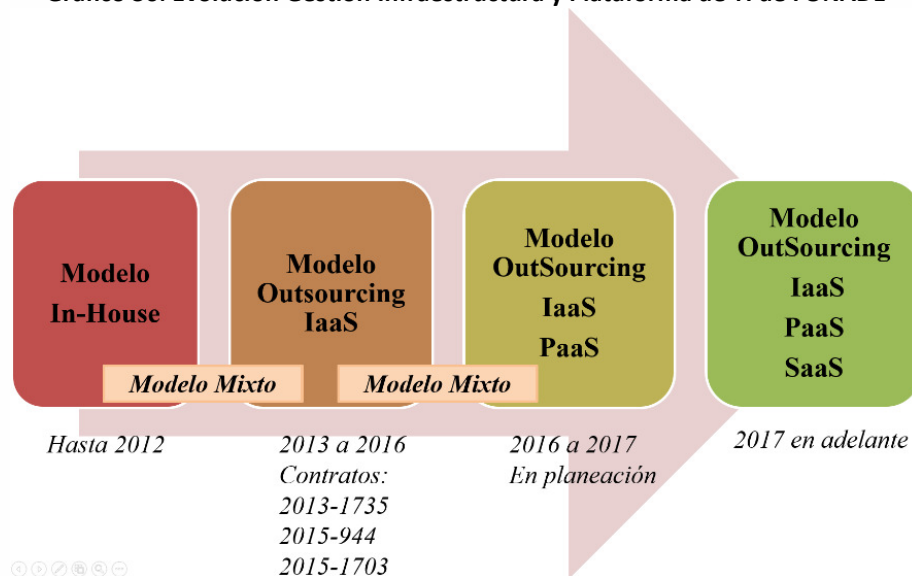 Modelo
In-House
Modelo
Outsourcing
IaaS
Modelo
OutSourcing
IaaS
PaaS
Modelo
OutSourcing
IaaS
PaaS
SaaS
Modelo Mixto
Modelo Mixto
Hasta 2012
2013 a 2016
Contratos:
2013-1735
2015-944
2015-1703
2016 a 2017
En planeación
2017 en adelante